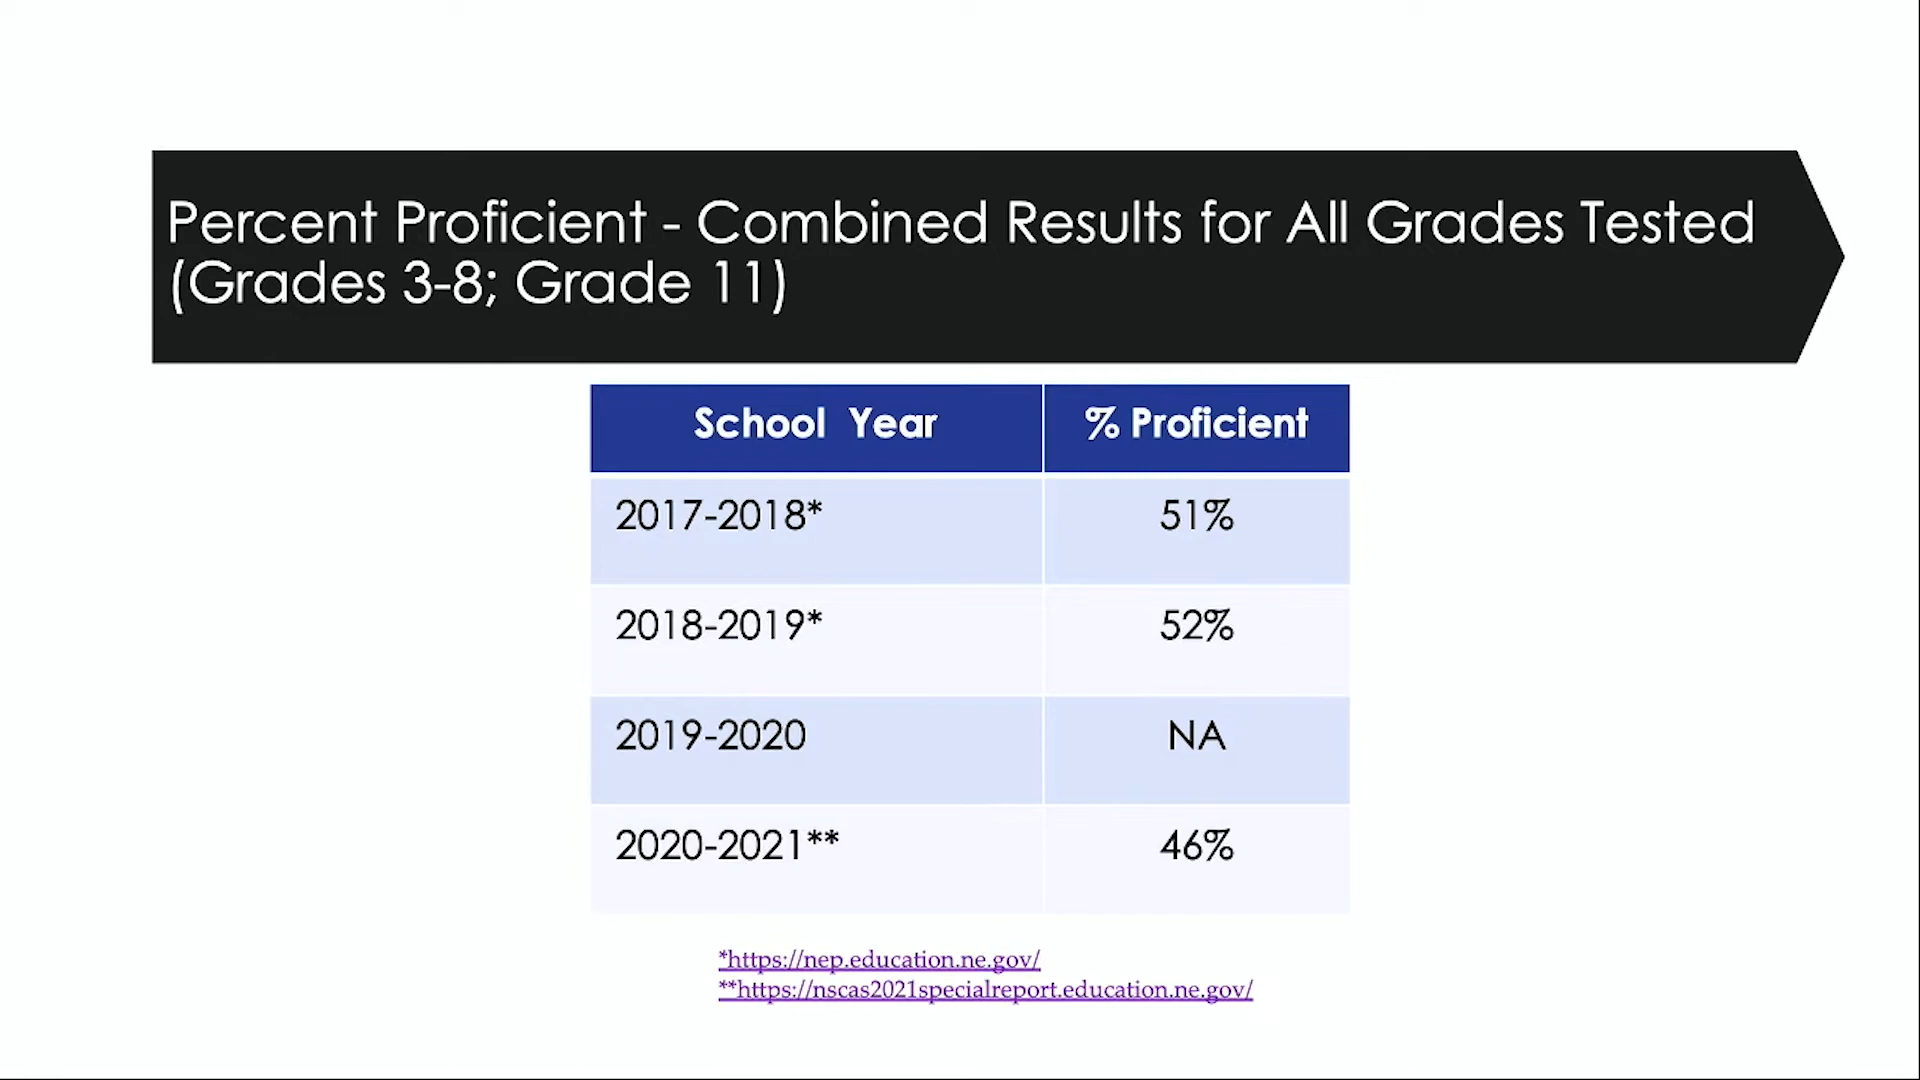 Percent Proficient - Combined Results for All Grades Tested
(Grades 3-8; Grade 11)
School Year % Proficient
2017-2018* 51%
2018-2019* 52%
2019-2020 NA
2020-2021** 46%
*https://nep.education.ne.gov/
**https://nscas2021specialreport.education.ne.gov/